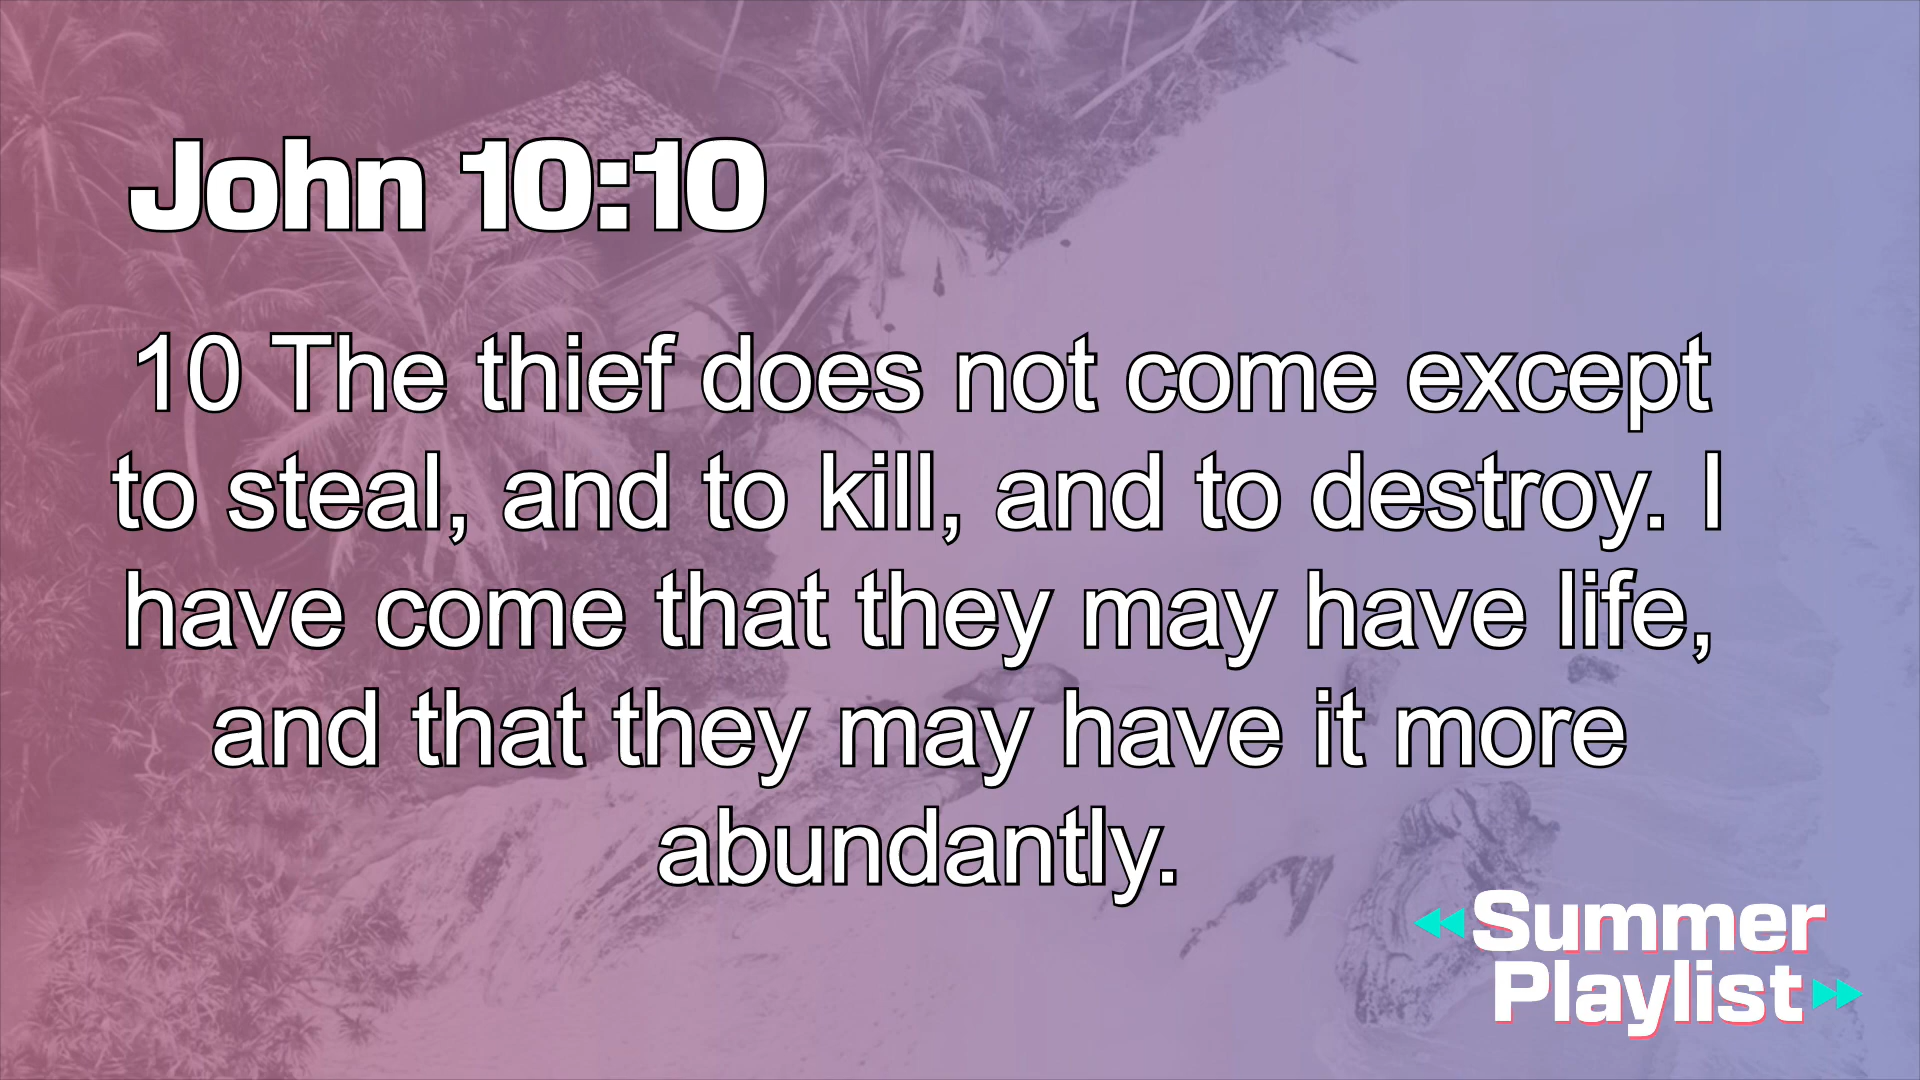 John 10:10
10 The thief does not come except
to steal, and to kill, and to destroy. I
have come that they may have life,
and that they may have it more
abundantly.
Summer
Playlist